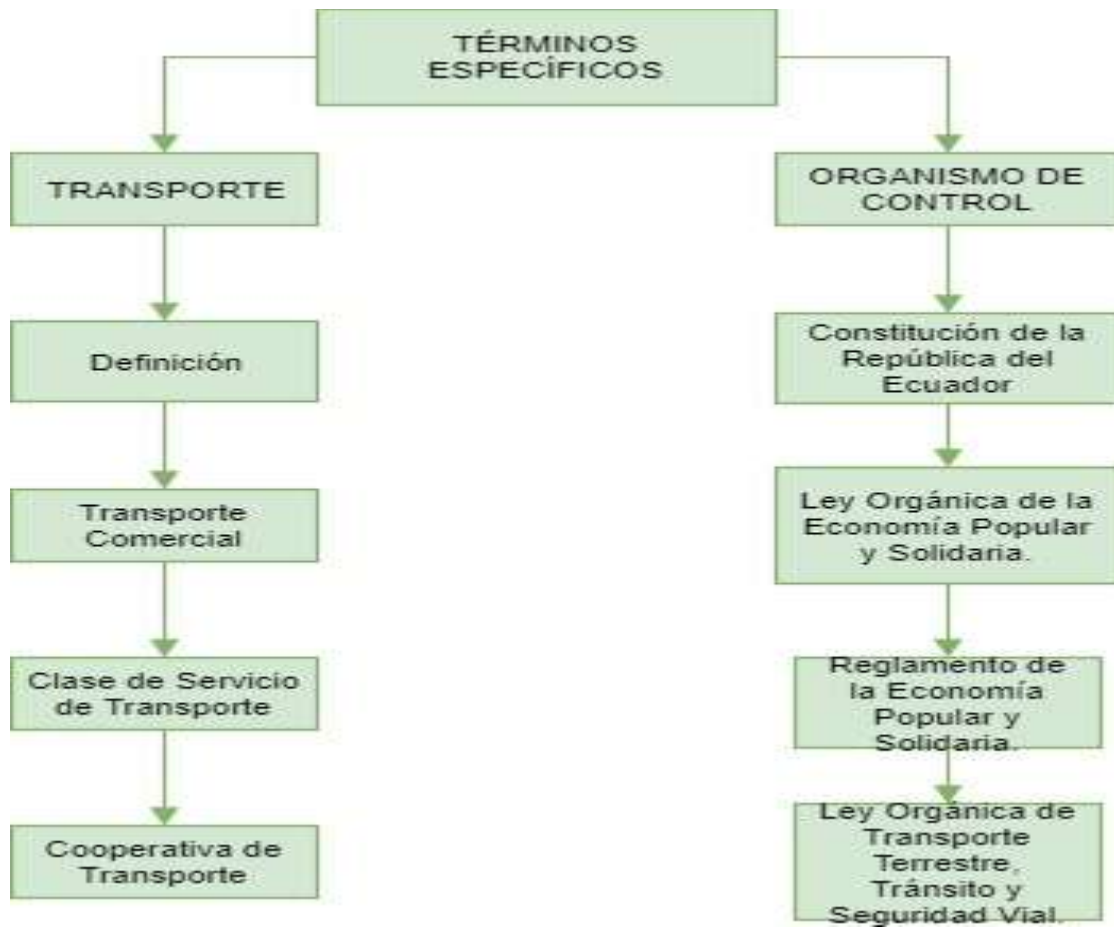 TÉRMINOS
ESPECÍFICOS
TRANSPORTE
Definición
Transporte
Comercial
Clase de Servicio
de Transporte
Cooperativa de
Transporte
ORGANISMO DE
CONTROL
Constitución de la
República del
Ecuador
Ley Orgánica de la
Economía Popular
y Solidaria.
Reglamento de
la Economía
Popular y
Solidaria.
Ley Orgánica de
Transporte
Terrestre,
Tránsito y
Seguridad Vial.